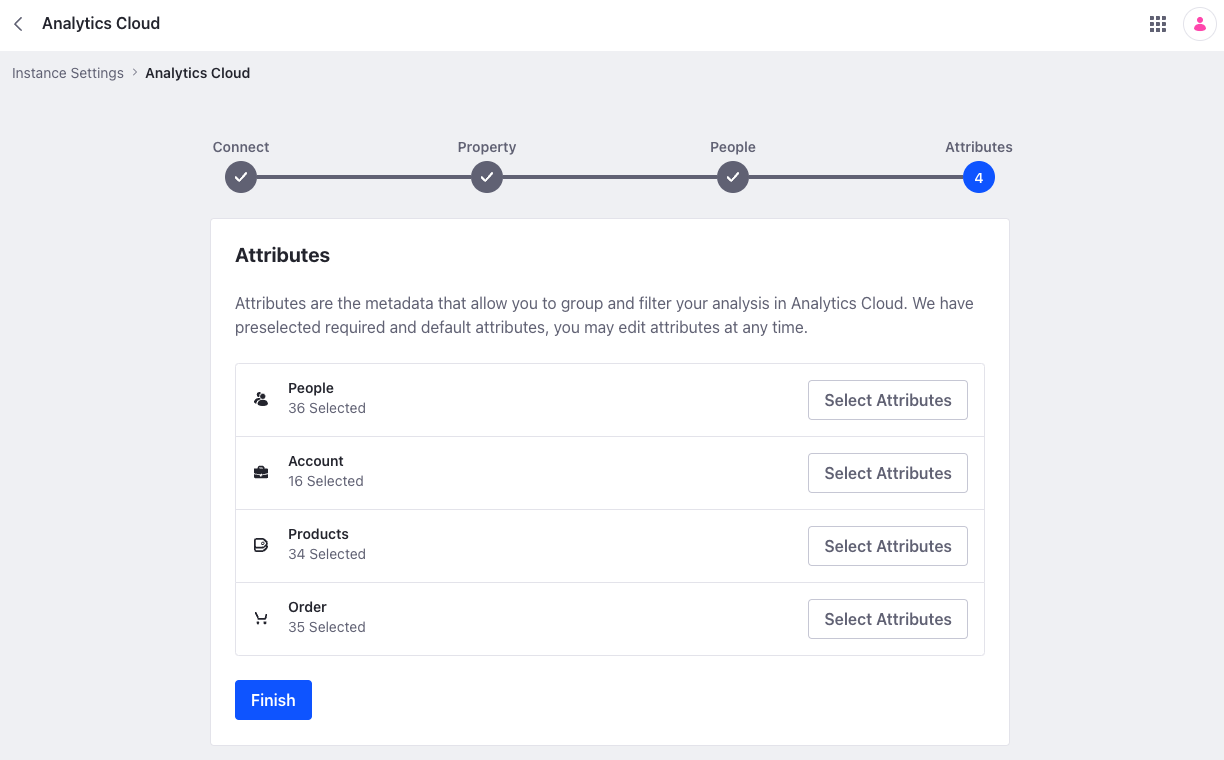 Analytics Cloud
Instance Settings > Analytics Cloud
Connect
Property
People
Attributes
4
Attributes
Attributes are the metadata that allow you to group and filter your analysis in Analytics Cloud. We have
preselected required and default attributes, you may edit attributes at any time.
People
36 Selected
Select Attributes
Account
16 Selected
Select Attributes
Products
34 Selected
Select Attributes
Order
35 Selected
Select Attributes
Finish